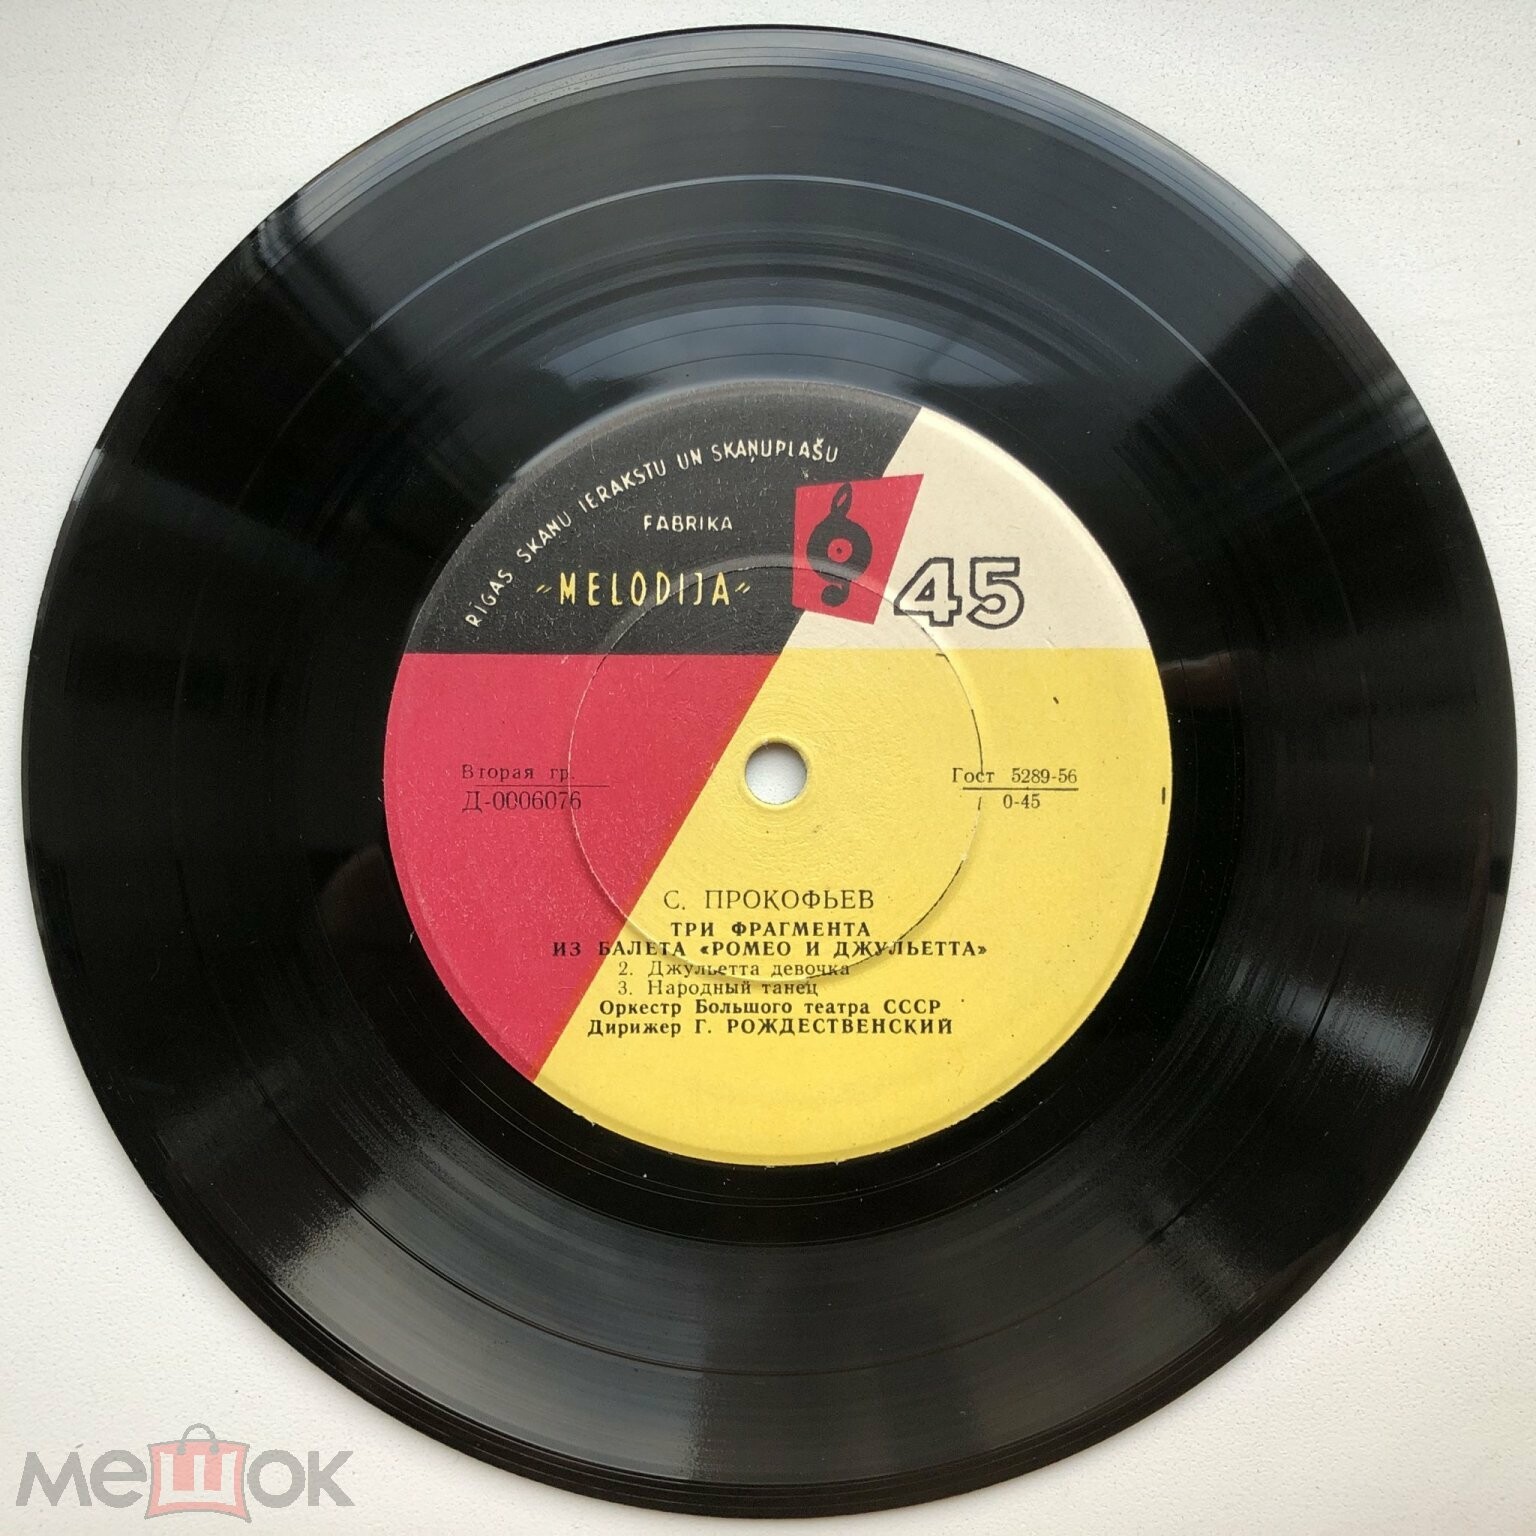 RĪGAS SKAŅU IERAKSTU UN SKAŅUPLAŠU
FABRIKA
"MELODIJA"
45
Вторая гр.
Д-0006076
Гост 5289-56
0-45
С. ПРОКОФЬЕВ
ТРИ ФРАГМЕНТА
ИЗ БАЛЕТА «РОМЕО И ДЖУЛЬЕТТА»
2. Джульетта девочка
3. Народный танец
Оркестр Большого театра СССР
Дирижер Г. РОЖДЕСТВЕНСКИЙ
мешок